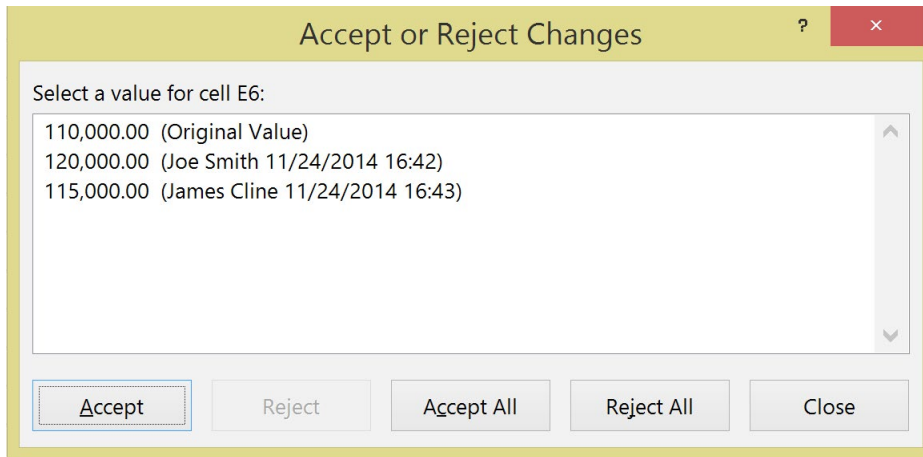 Accept or Reject Changes
?
×
Select a value for cell E6:
110,000.00 (Original Value)
120,000.00 (Joe Smith 11/24/2014 16:42)
115,000.00 (James Cline 11/24/2014 16:43)
Accept
Reject
Accept All
Reject All
Close